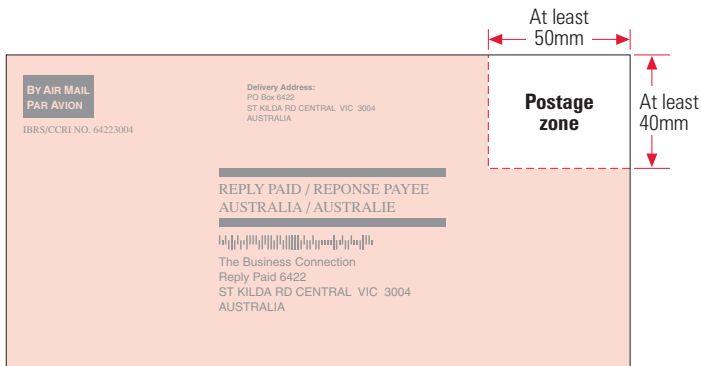 At least
50mm
BY AIR MAIL
PAR AVION
IBRS/CCRI NO. 64223004
Delivery Address:
PO Box 6422
ST KILDA RD CENTRAL  VIC  3004
AUSTRALIA
Postage
zone
At least
40mm
REPLY PAID / REPONSE PAYEE
AUSTRALIA / AUSTRALIE
The Business Connection
Reply Paid 6422
ST KILDA RD CENTRAL  VIC  3004
AUSTRALIA